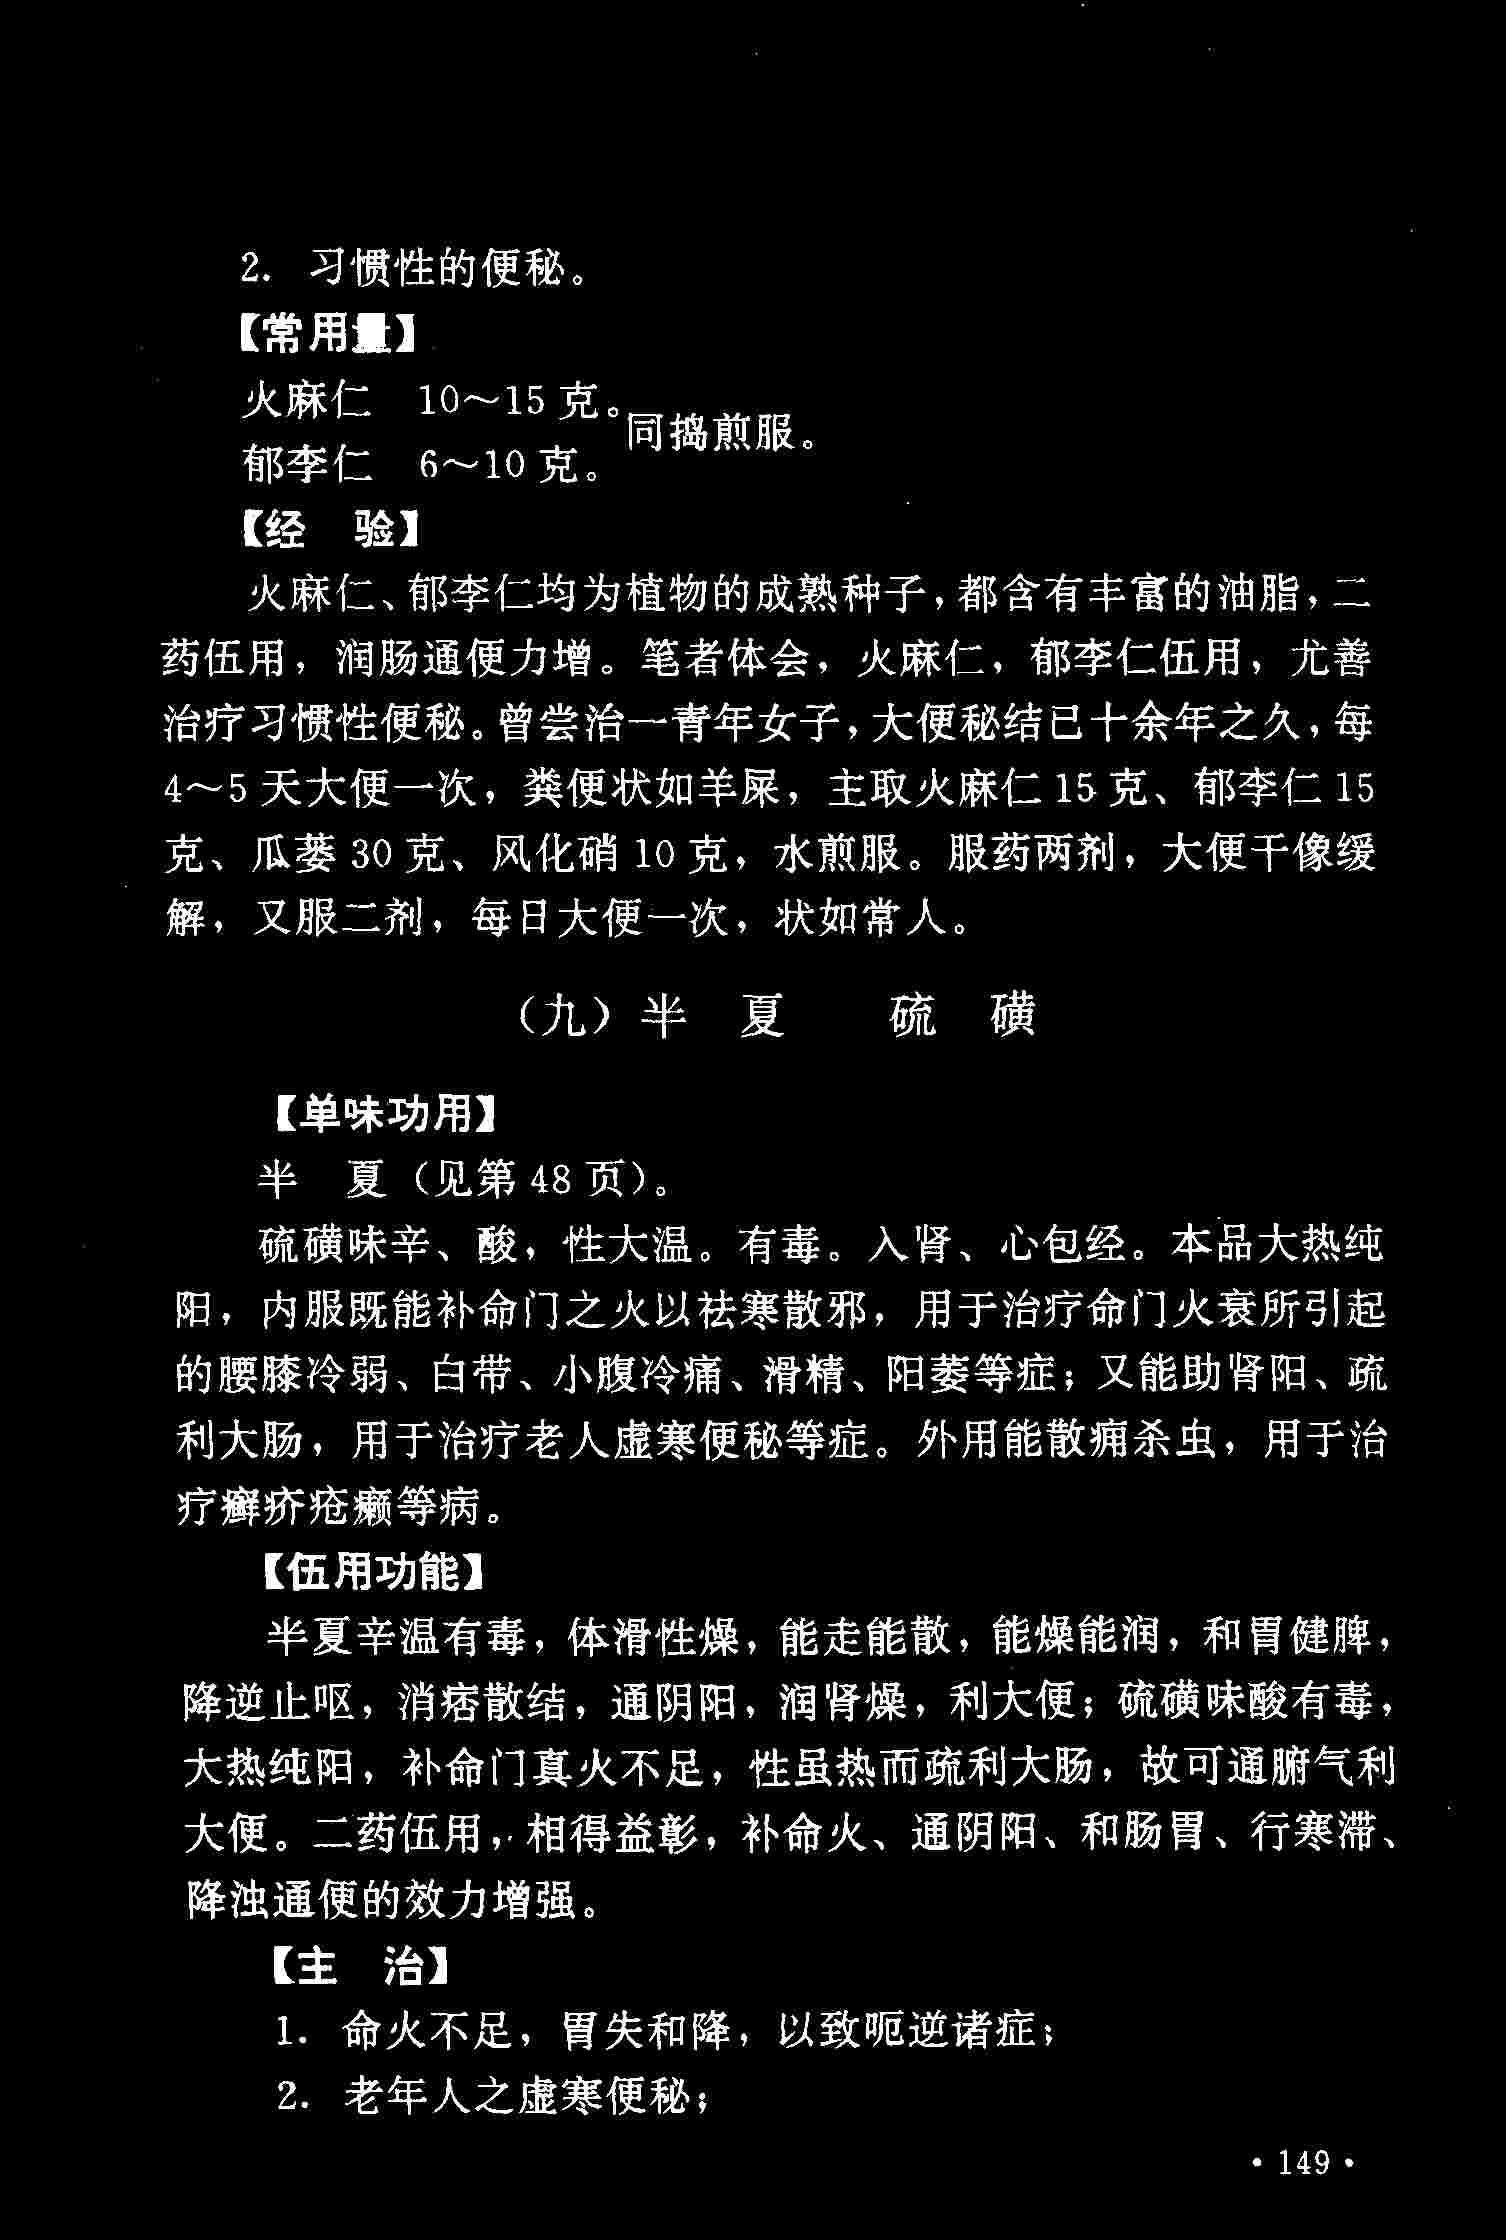 2. 习惯性的便秘。
【常用量】
火麻仁 10～15克。
同捣煎服。
郁李仁 6～10克。
【经 验】
火麻仁、郁李仁均为植物的成熟种子，都含有丰富的油脂，二
药伍用，润肠通便力增。笔者体会，火麻仁，郁李仁伍用，尤善
治疗习惯性便秘。曾尝治一青年女子，大便秘结已十余年之久，每
4～5天大便一次，粪便状如羊屎，主取火麻仁15克、郁李仁15
克、瓜蒌30克、风化硝10克，水煎服。服药两剂，大便干像缓
解，又服二剂，每日大便一次，状如常人。
（九）半 夏 硫 磺
【单味功用】
半 夏（见第48页）。
硫磺味辛、酸，性大温。有毒。入肾、心包经。本品大热纯
阳，内服既能补命门之火以祛寒散邪，用于治疗命门火衰所引起
的腰膝冷弱、白带、小腹冷痛、滑精、阳萎等症；又能助肾阳、疏
利大肠，用于治疗老人虚寒便秘等症。外用能散痈杀虫，用于治
疗癣疥疮癞等病。
【伍用功能】
半夏辛温有毒，体滑性燥，能走能散，能燥能润，和胃健脾，
降逆止呕，消痞散结，通阴阳，润肾燥，利大便；硫磺味酸有毒，
大热纯阳，补命门真火不足，性虽热而疏利大肠，故可通腑气利
大便。二药伍用，相得益彰，补命火、通阴阳、和肠胃、行寒滞、
降浊通便的效力增强。
【主 治】
1. 命火不足，胃失和降，以致呃逆诸症；
2. 老年人之虚寒便秘；
·149·